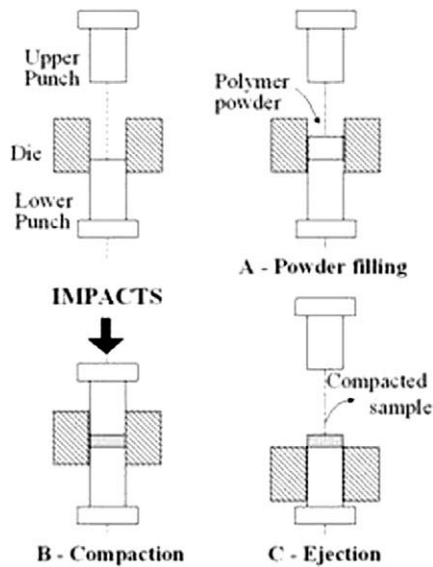 Upper
Punch
Die
Lower
Punch
Polymer
powder
A - Powder filling
IMPACTS
B - Compaction
Compacted
sample
C - Ejection